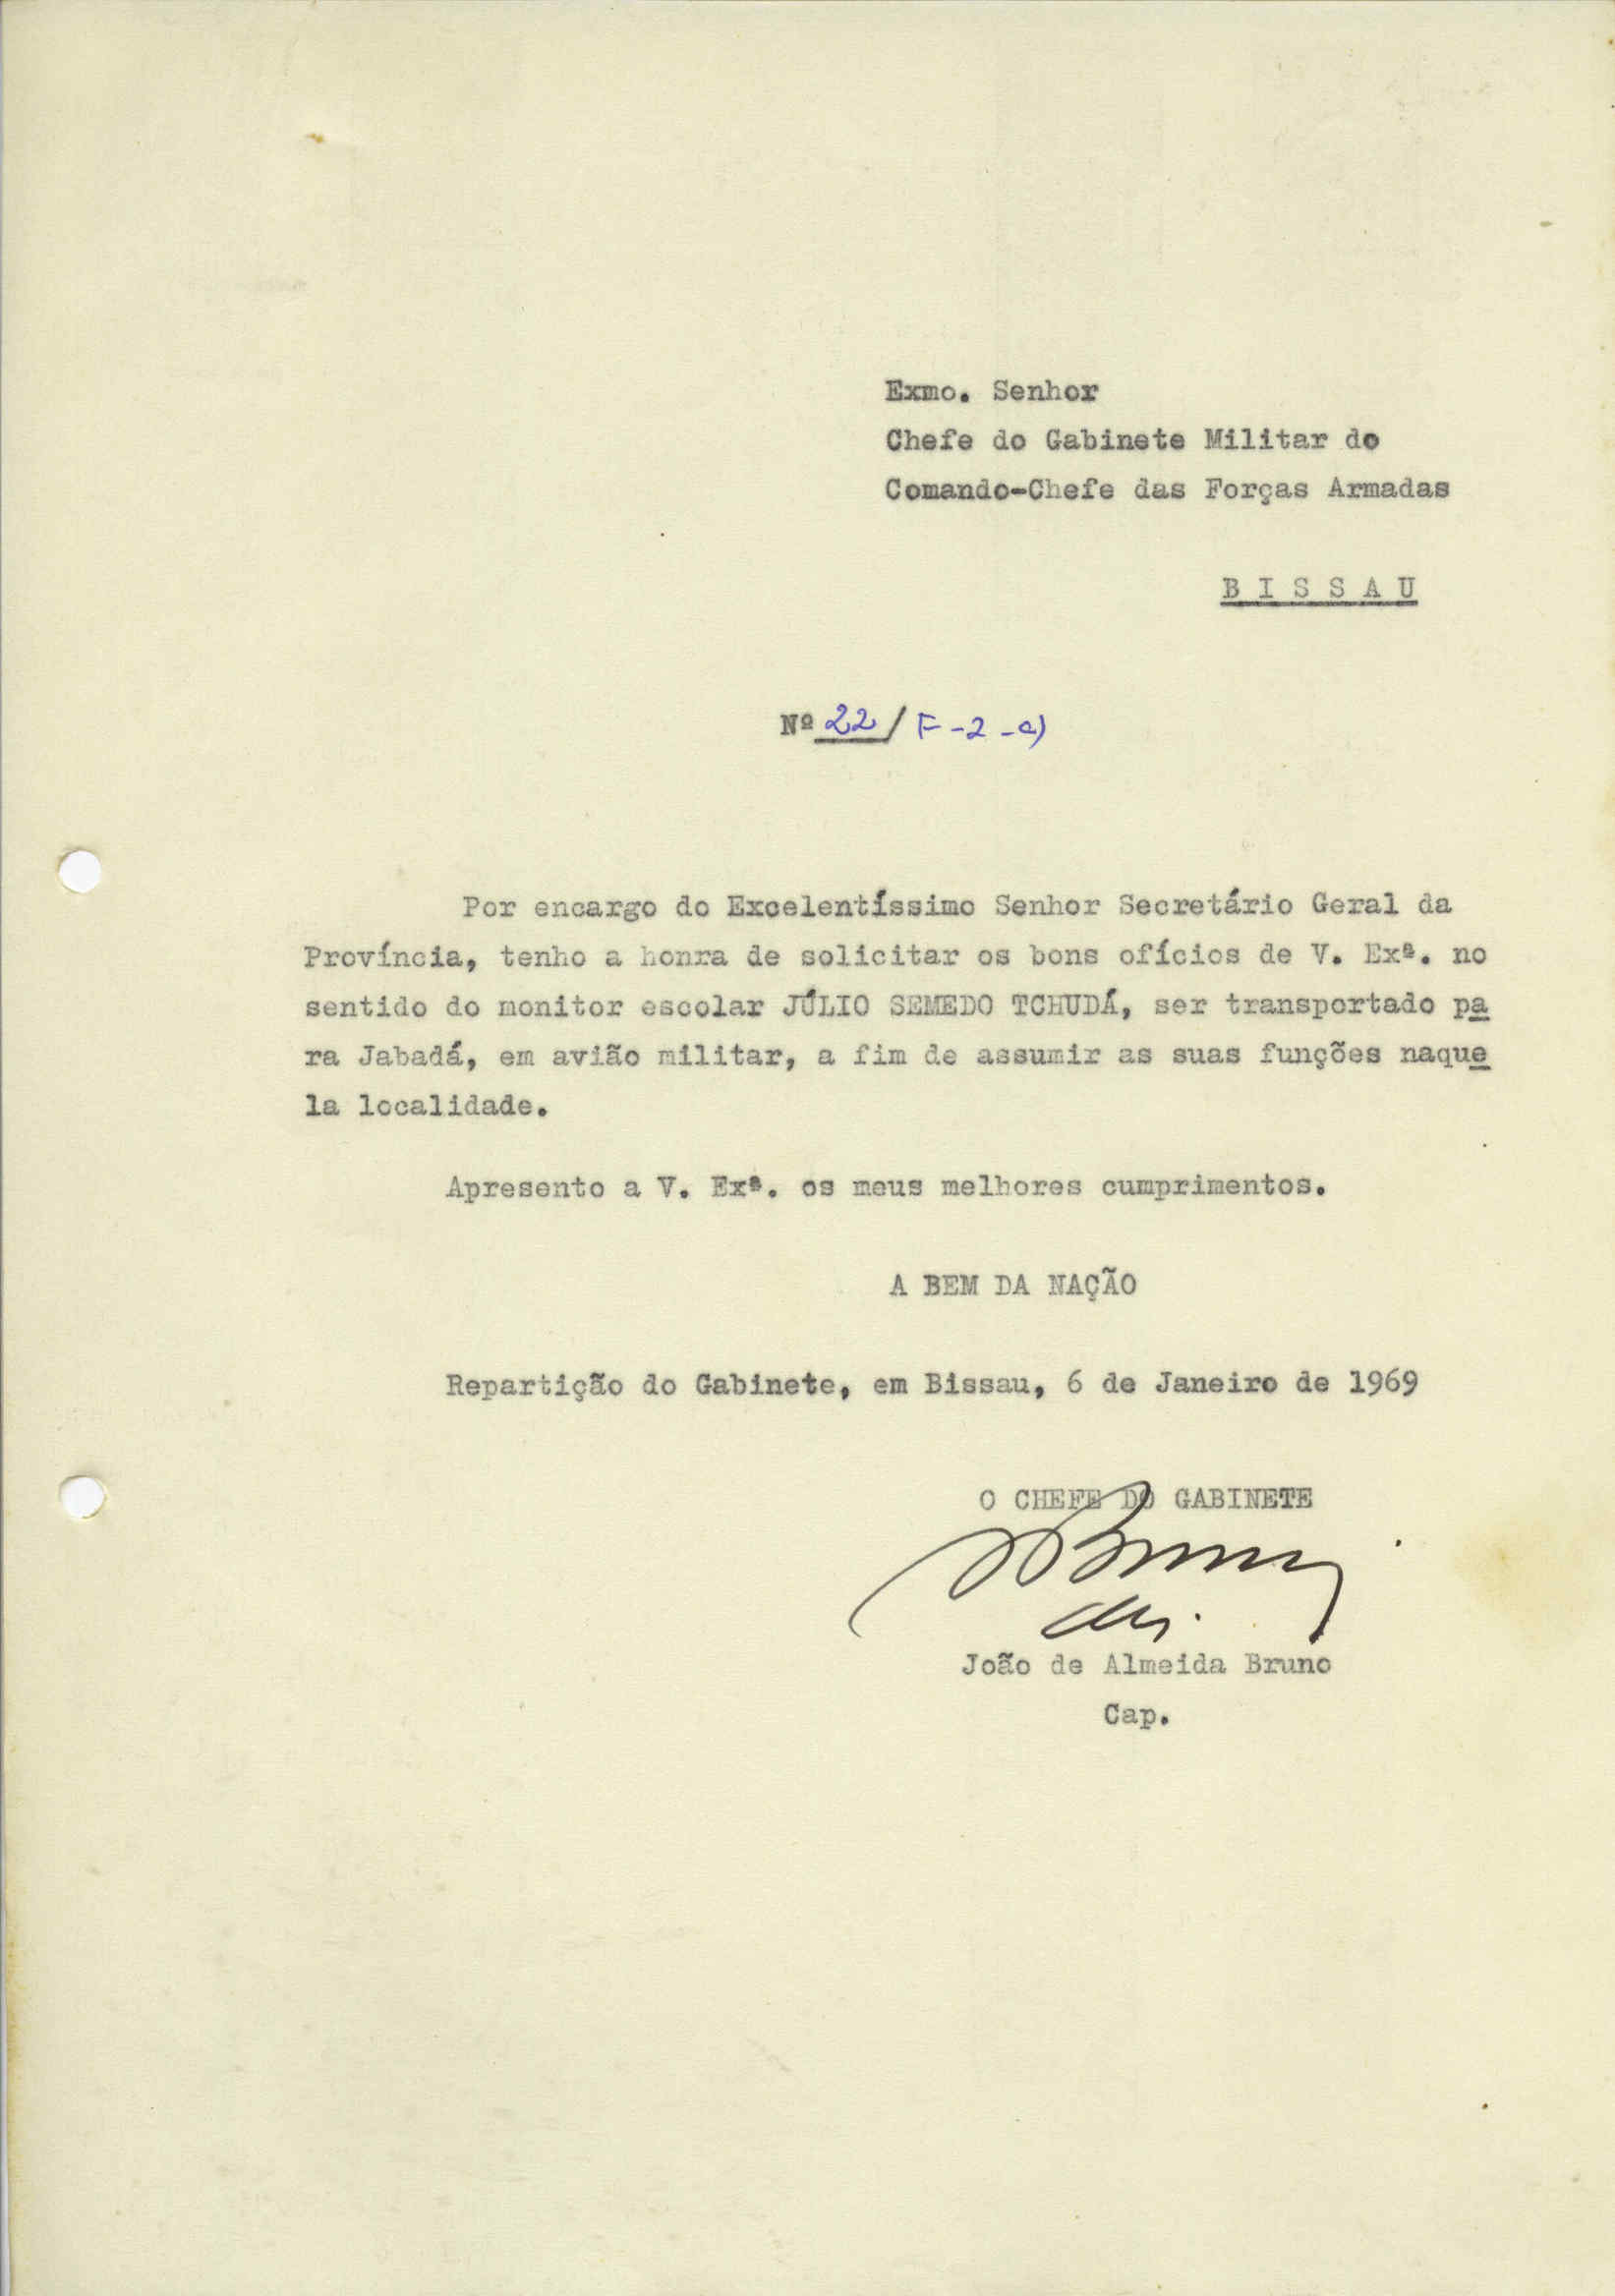 Exmo. Senhor
Chefe do Gabinete Militar do
Comando-Chefe das Forças Armadas
B I S S A U
Nº 22/F-2-a)
Por encargo do Excelentíssimo Senhor Secretário Geral da
Província, tenho a honra de solicitar os bons ofícios de V. Exª. no
sentido do monitor escolar JÚLIO SEMEDO TCHUDÁ, ser transportado pa
ra Jabadá, em avião militar, a fim de assumir as suas funções naque
la localidade.
Apresento a V. Exª. os meus melhores cumprimentos.
A BEM DA NAÇÃO
Repartição do Gabinete, em Bissau, 6 de Janeiro de 1969
O CHEFE DO GABINETE
João de Almeida Bruno
Cap.